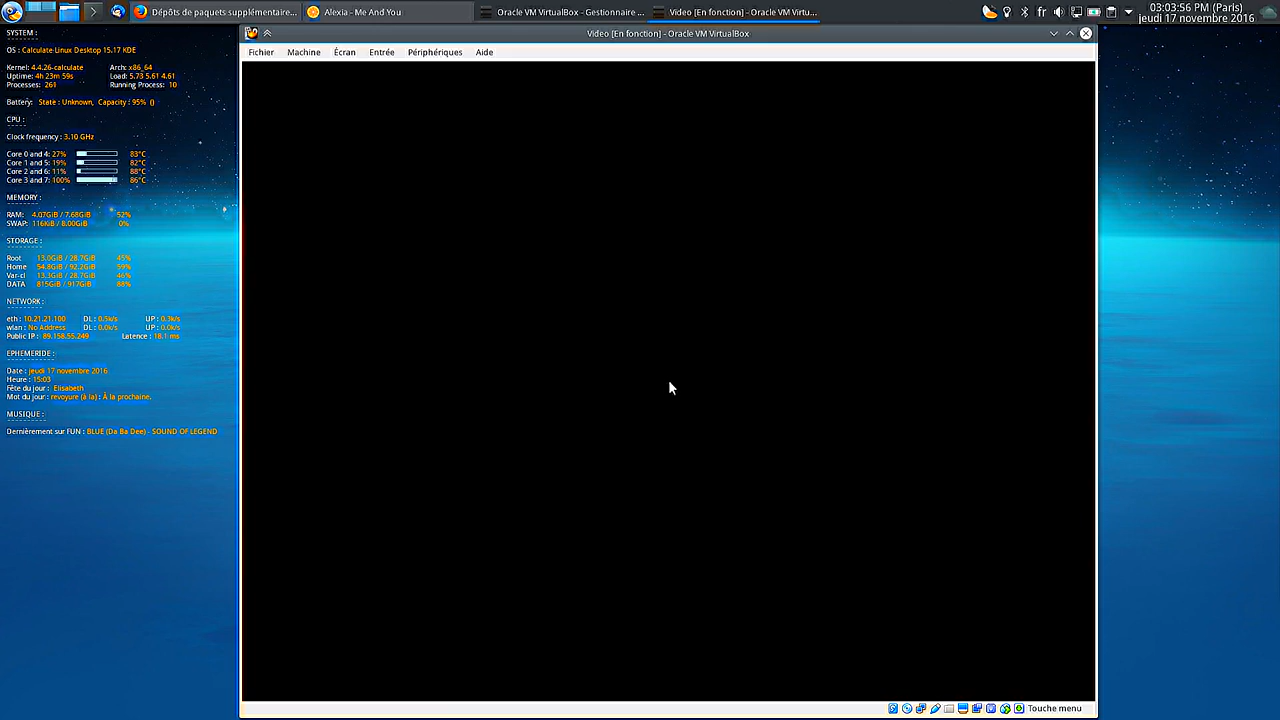 Dépôts de paquets supplémentaire...
Alexia - Me And You
Oracle VM VirtualBox - Gestionnaire ...
Video [En fonction] - Oracle VM Virtu...
fr
03:03:56 PM (Paris)
jeudi 17 novembre 2016
SYSTEM :
OS : Calculate Linux Desktop 15.17 KDE
Kernel: 4.4.26-calculate Arch: x86_64
Uptime: 4h 23m 59s Load: 5.73 5.61 4.61
Processes: 261 Running Process: 10
Battery: State : Unknown, Capacity : 95% ()
CPU :
Clock frequency : 3.10 GHz
Core 0 and 4: 27% 83°C
Core 1 and 5: 19% 82°C
Core 2 and 6: 11% 88°C
Core 3 and 7: 100% 86°C
MEMORY :
RAM: 4.07GiB / 7.68GiB 52%
SWAP: 116KiB / 8.00GiB 0%
STORAGE :
Root 13.0GiB / 28.7GiB 45%
Home 54.8GiB / 92.2GiB 59%
Var-cl 13.3GiB / 28.7GiB 46%
DATA 815GiB / 917GiB 88%
NETWORK :
eth : 10.21.21.100 DL : 0.5k/s UP : 0.3k/s
wlan : No Address DL : 0.0k/s UP : 0.0k/s
Public IP : 89.158.55.249 Latence : 18.1 ms
EPHEMERIDE :
Date : jeudi 17 novembre 2016
Heure : 15:03
Fête du jour : Elisabeth
Mot du jour : revoyure (à la) : À la prochaine.
MUSIQUE :
Dernièrement sur FUN : BLUE (Da Ba Dee) - SOUND OF LEGEND
Video [En fonction] - Oracle VM VirtualBox
Fichier Machine Écran Entrée Périphériques Aide
Touche menu